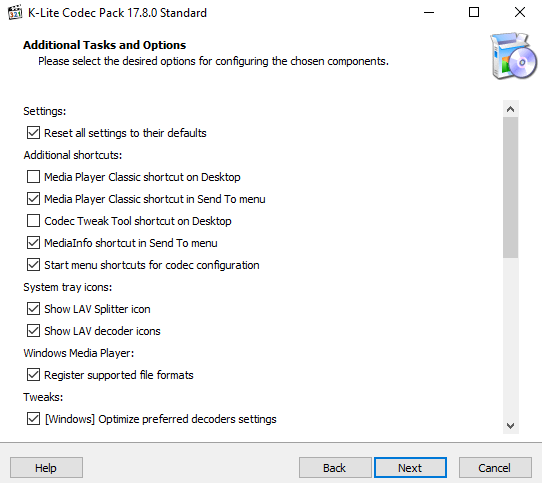 K-Lite Codec Pack 17.8.0 Standard
Additional Tasks and Options
Please select the desired options for configuring the chosen components.
Settings:
Reset all settings to their defaults
Additional shortcuts:
Media Player Classic shortcut on Desktop
Media Player Classic shortcut in Send To menu
Codec Tweak Tool shortcut on Desktop
MediaInfo shortcut in Send To menu
Start menu shortcuts for codec configuration
System tray icons:
Show LAV Splitter icon
Show LAV decoder icons
Windows Media Player:
Register supported file formats
Tweaks:
[Windows] Optimize preferred decoders settings
Help Back Next Cancel